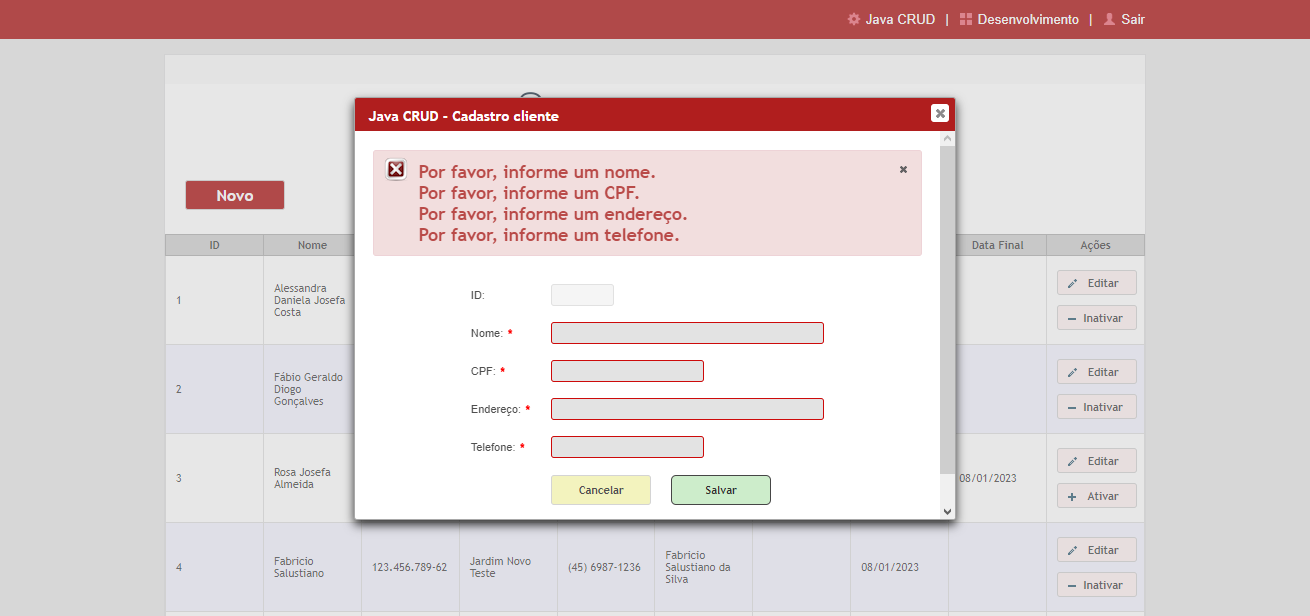 Java CRUD | Desenvolvimento | Sair
Java CRUD - Cadastro cliente
Por favor, informe um nome.
Por favor, informe um CPF.
Por favor, informe um endereço.
Por favor, informe um telefone.
Novo
ID Nome Data Final Ações
1
Alessandra
Daniela Josefa
Costa
Editar
Inativar
2
Fábio Geraldo
Diogo
Gonçalves
Editar
Inativar
3
Rosa Josefa
Almeida
08/01/2023
Editar
Ativar
ID:
Nome: *
CPF: *
Endereço: *
Telefone: *
Cancelar Salvar
4
Fabricio
Salustiano
123.456.789-62
Jardim Novo
Teste
(45) 6987-1236
Fabricio
Salustiano da
Silva
08/01/2023
Editar
Inativar